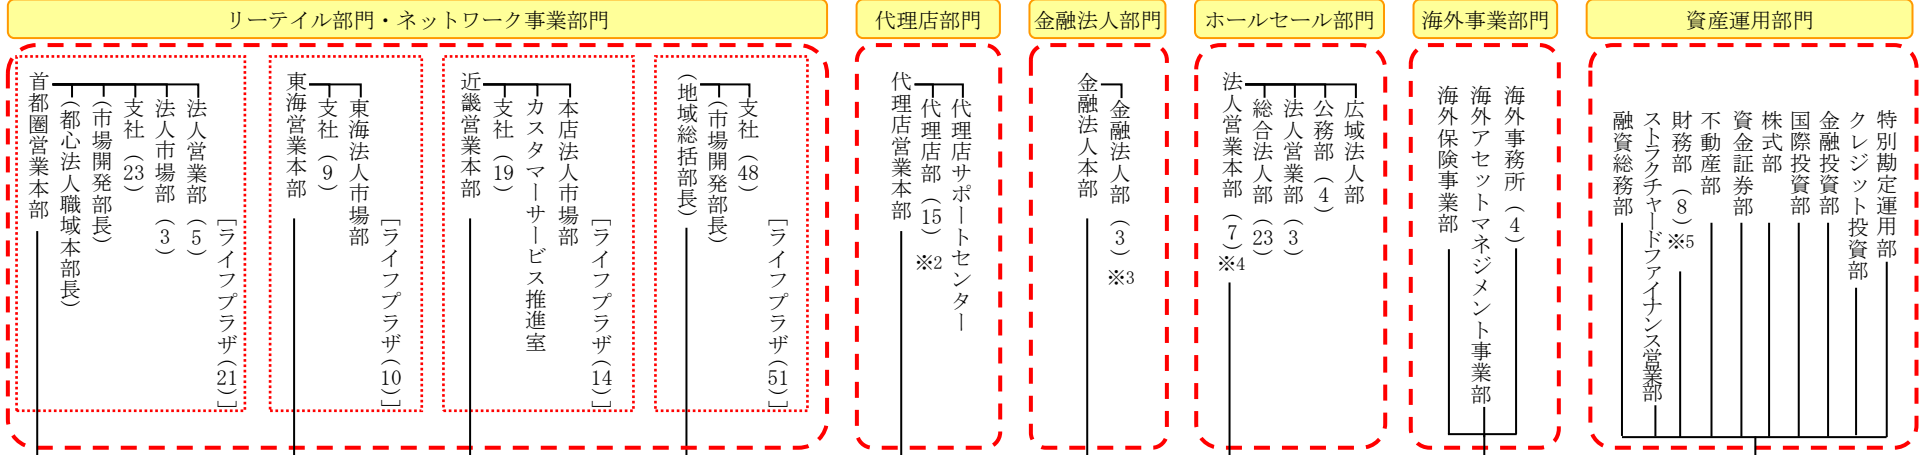 リーテイル部門・ネットワーク事業部門
首都圏営業本部
（都心法人職域本部長）
（市場開発部長）
支社（23）
法人市場部（3）
法人営業部（5）
［ライフプラザ(21)］
東海営業本部
支社（9）
東海法人市場部
［ライフプラザ(10)］
近畿営業本部
支社（19）
カスタマーサービス推進室
本店法人市場部
［ライフプラザ(14)］
（地域総括部長）
（市場開発部長）
支社（48）
［ライフプラザ(51)］
代理店部門
代理店営業本部
代理店部（15）※2
代理店サポートセンター
金融法人部門
金融法人本部
金融法人部（3）※3
ホールセール部門
法人営業本部（7）※4
総合法人部（23）
法人営業部（3）
公務部（4）
広域法人部
海外事業部門
海外保険事業部
海外アセットマネジメント事業部
海外事務所（4）
資産運用部門
融資総務部
ストラクチャードファイナンス営業部
財務部（8）※5
不動産部
資金証券部
株式部
国際投資部
金融投資部
クレジット投資部
特別勘定運用部